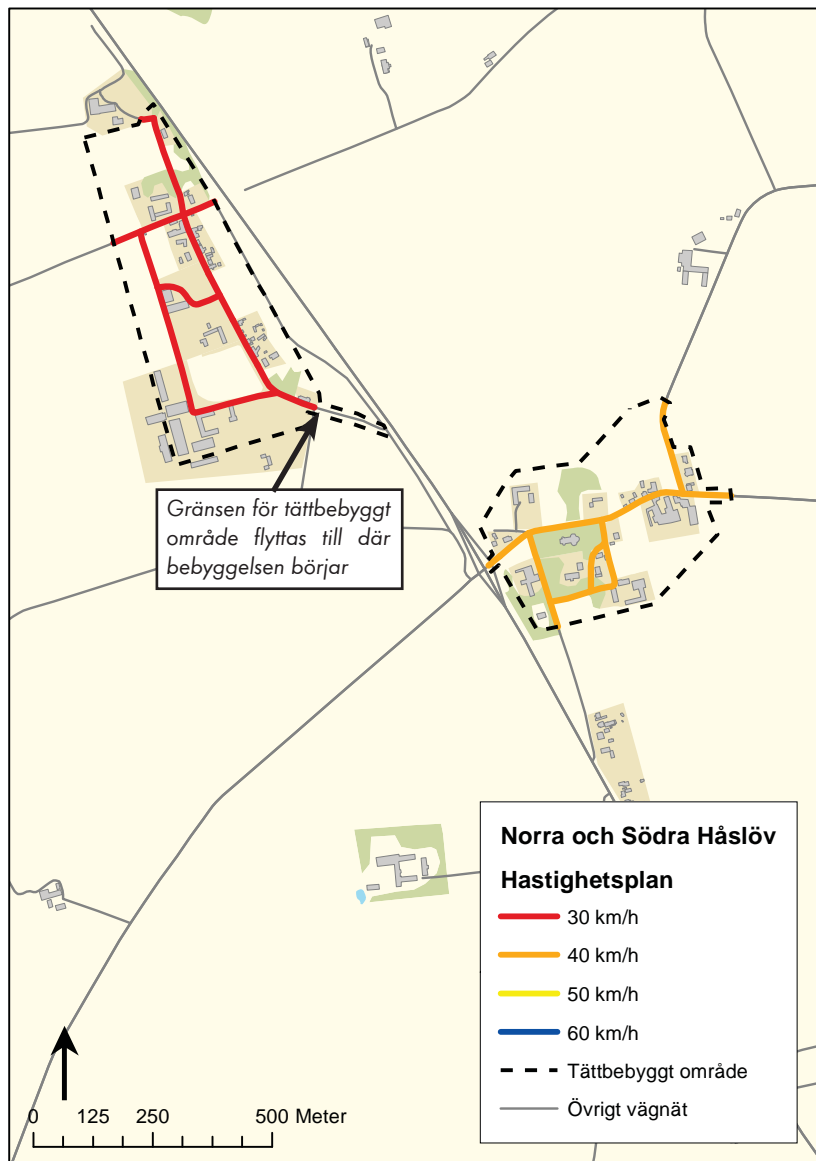 Gränsen för tättbebyggt
område flyttas till där
bebyggelsen börjar
Norra och Södra Håslöv
Hastighetsplan
30 km/h
40 km/h
50 km/h
60 km/h
Tättbebyggt område
Övrigt vägnät
0 125 250 500 Meter